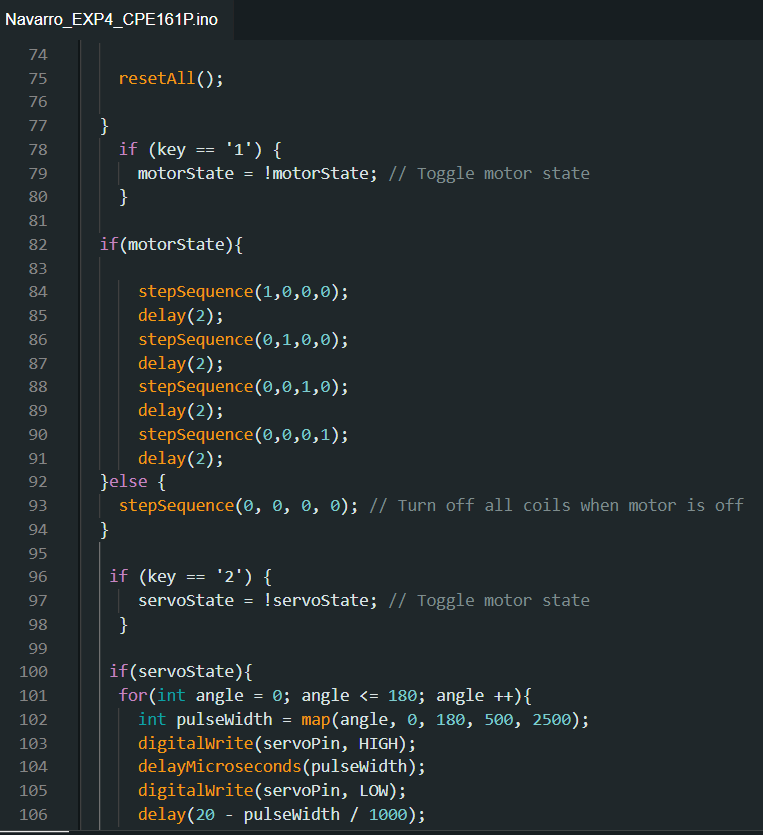 Navarro_EXP4_CPE161P.ino
74
75 resetAll();
76
77 }
78 if (key == '1') {
79 motorState = !motorState; // Toggle motor state
80 }
81
82 if(motorState){
83
84 stepSequence(1,0,0,0);
85 delay(2);
86 stepSequence(0,1,0,0);
87 delay(2);
88 stepSequence(0,0,1,0);
89 delay(2);
90 stepSequence(0,0,0,1);
91 delay(2);
92 }else {
93 stepSequence(0, 0, 0, 0); // Turn off all coils when motor is off
94 }
95
96 if (key == '2') {
97 servoState = !servoState; // Toggle motor state
98 }
99
100 if(servoState){
101 for(int angle = 0; angle <= 180; angle ++){
102 int pulseWidth = map(angle, 0, 180, 500, 2500);
103 digitalWrite(servoPin, HIGH);
104 delayMicroseconds(pulseWidth);
105 digitalWrite(servoPin, LOW);
106 delay(20 - pulseWidth / 1000);